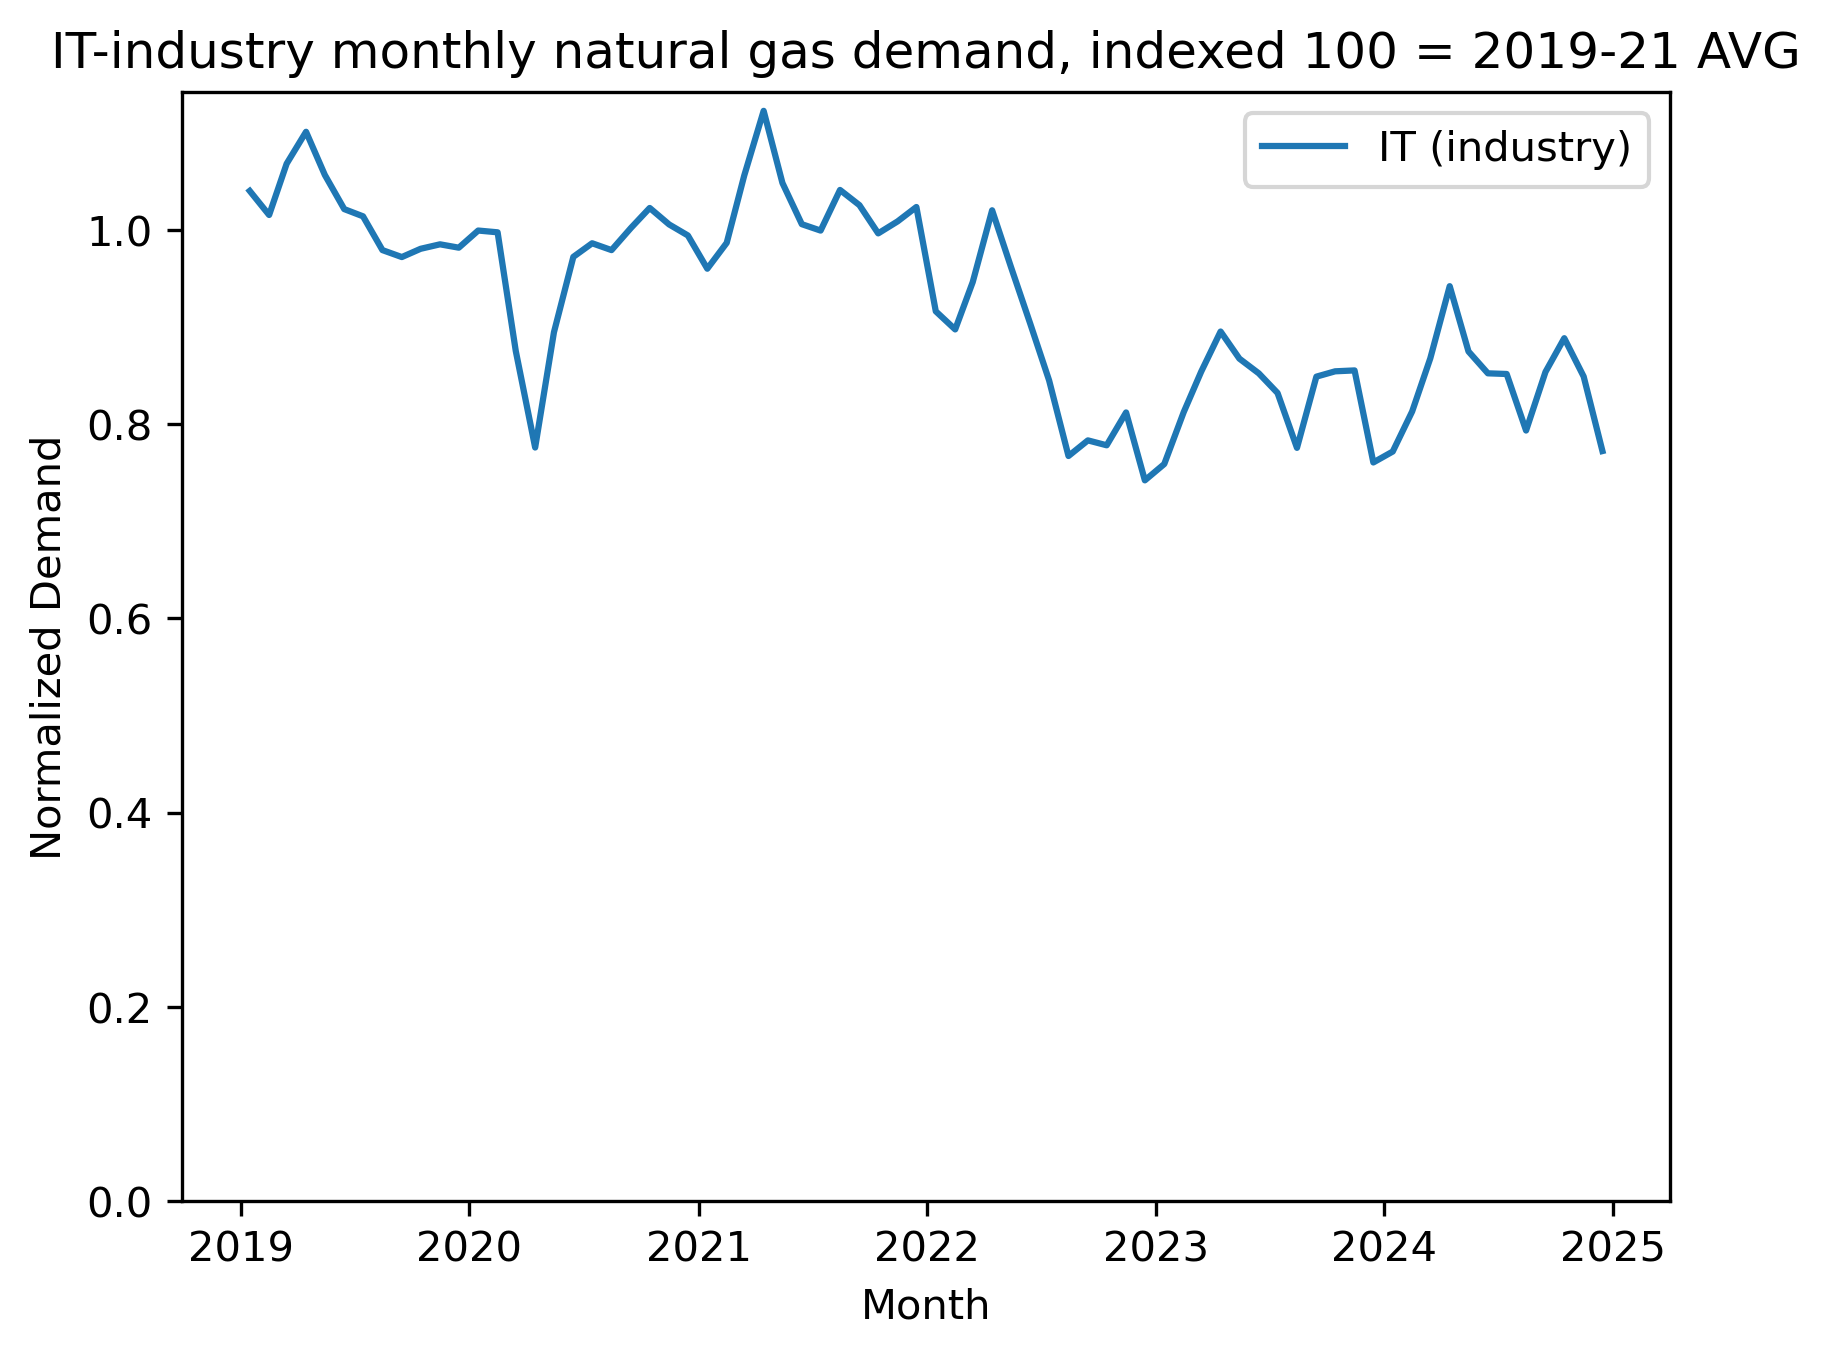 IT-industry monthly natural gas demand, indexed 100 = 2019-21 AVG
IT (industry)
Normalized Demand
1.0
0.8
0.6
0.4
0.2
0.0
2019 2020 2021 2022 2023 2024 2025
Month